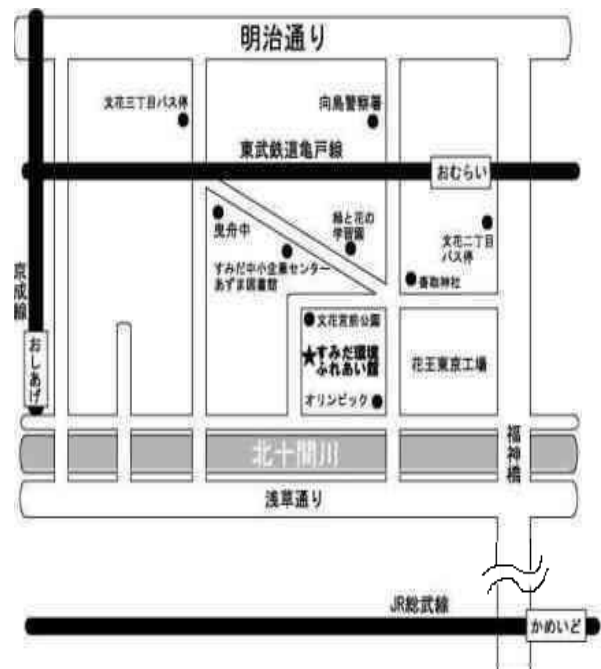 明治通り
文花三丁目バス停
向島警察署
東武鉄道亀戸線
おむらい
曳舟中
緑と花の
学習園
文花二丁目
バス停
すみだ中小企業センター
あずま図書館
香取神社
京成線
おしあげ
文花宮前公園
★すみだ環境
ふれあい館
花王東京工場
オリンピック
北十間川
福神橋
浅草通り
JR総武線
かめいど